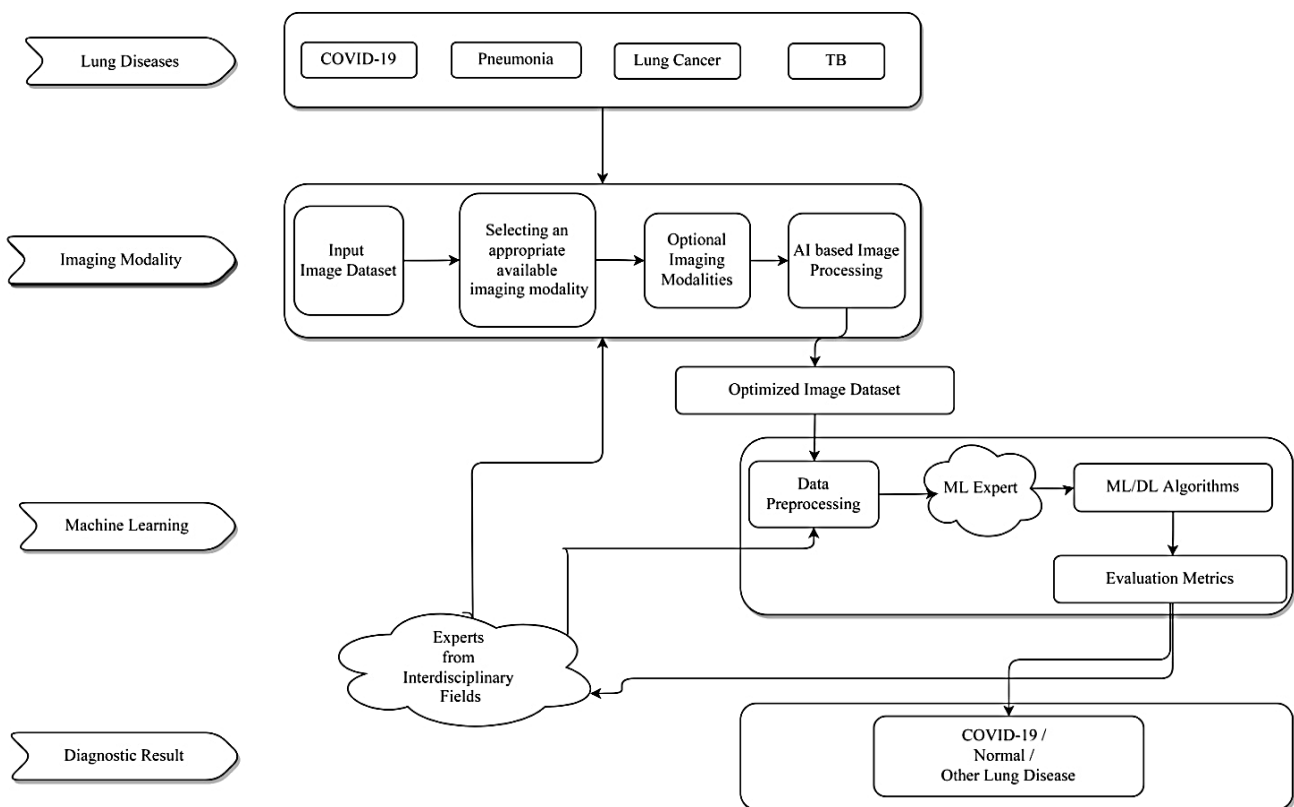 Lung Diseases
COVID-19
Pneumonia
Lung Cancer
TB
Imaging Modality
Input
Image Dataset
Selecting an
appropriate
available
imaging modality
Optional
Imaging
Modalities
AI based Image
Processing
Optimized Image Dataset
Machine Learning
Data
Preprocessing
ML Expert
ML/DL Algorithms
Evaluation Metrics
Experts
from
Interdisciplinary
Fields
Diagnostic Result
COVID-19 /
Normal /
Other Lung Disease